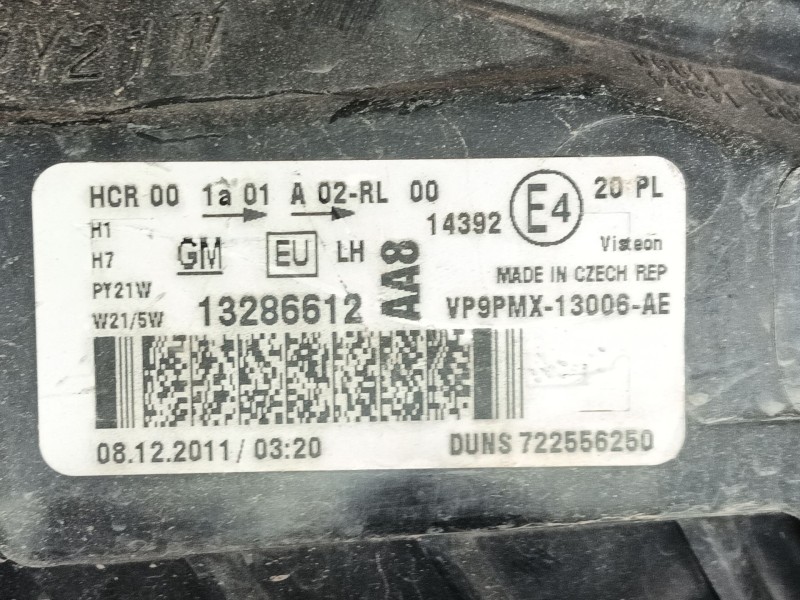 PY21W
HCR 00 1a 01 A 02-RL 00
14392 E4 20 PL
H1
H7 GM EU LH AA8 Visteon
PY21W MADE IN CZECH REP
W21/5W 13286612 VP9PMX-13006-AE
08.12.2011/ 03:20 DUNS 722556250